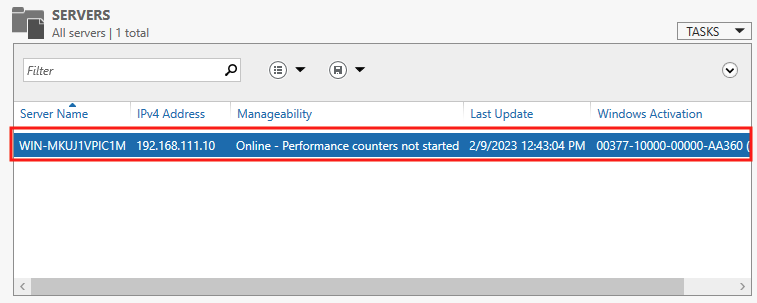 SERVERS
All servers | 1 total
TASKS
Filter
Server Name IPv4 Address Manageability Last Update Windows Activation
WIN-MKUJ1VPIC1M 192.168.111.10 Online - Performance counters not started 2/9/2023 12:43:04 PM 00377-10000-00000-AA360 (